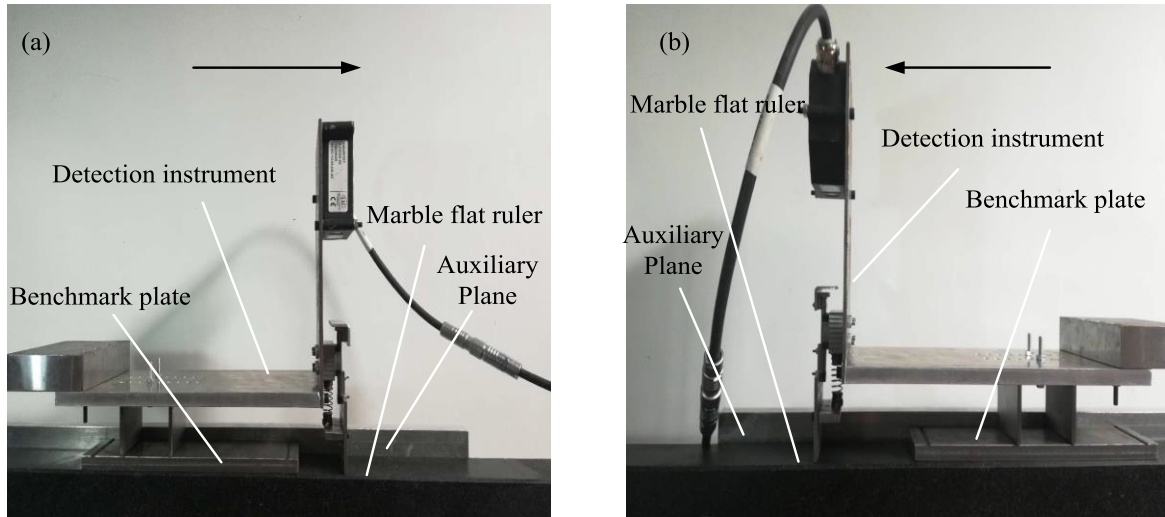 (a)
Detection instrument
Marble flat ruler
Auxiliary
Plane
Benchmark plate
(b)
Marble flat ruler
Detection instrument
Benchmark plate
Auxiliary
Plane